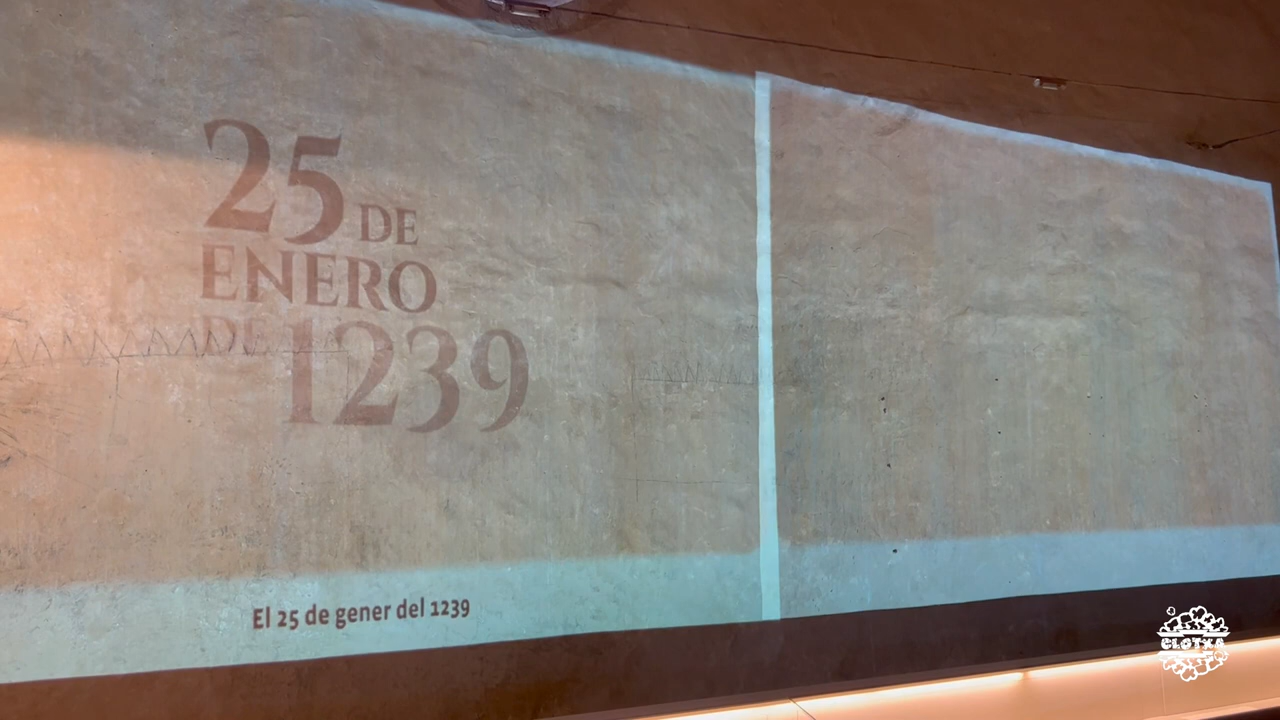 25 DE
ENERO
DE 1239
El 25 de gener del 1239
CLOTXA